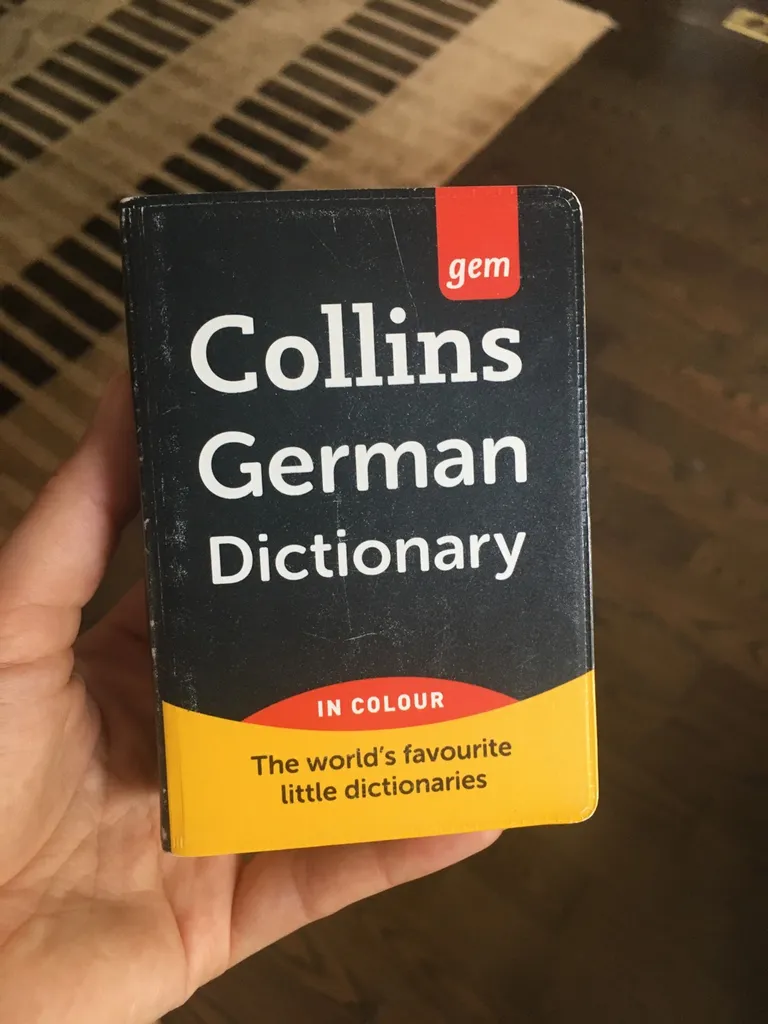 gem
Collins
German
Dictionary
IN COLOUR
The world's favourite
little dictionaries